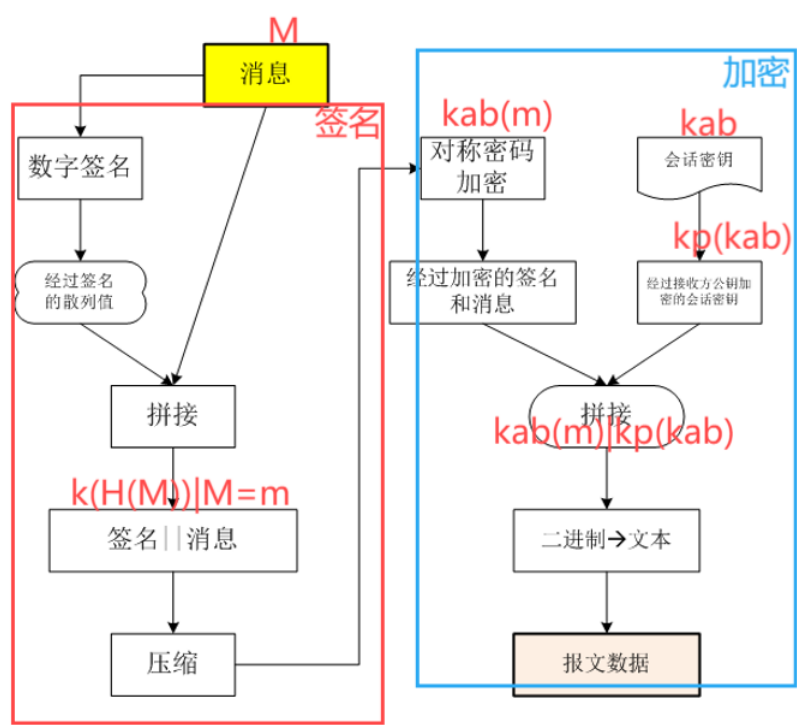 M
消息
签名
数字签名
经过签名
的散列值
拼接
k(H(M))|M=m
签名||消息
压缩
加密
kab(m)
对称密码
加密
kab
会话密钥
kp(kab)
经过加密的签名
和消息
经过接收方公钥加
密的会话密钥
拼接
kab(m)|kp(kab)
二进制→文本
报文数据